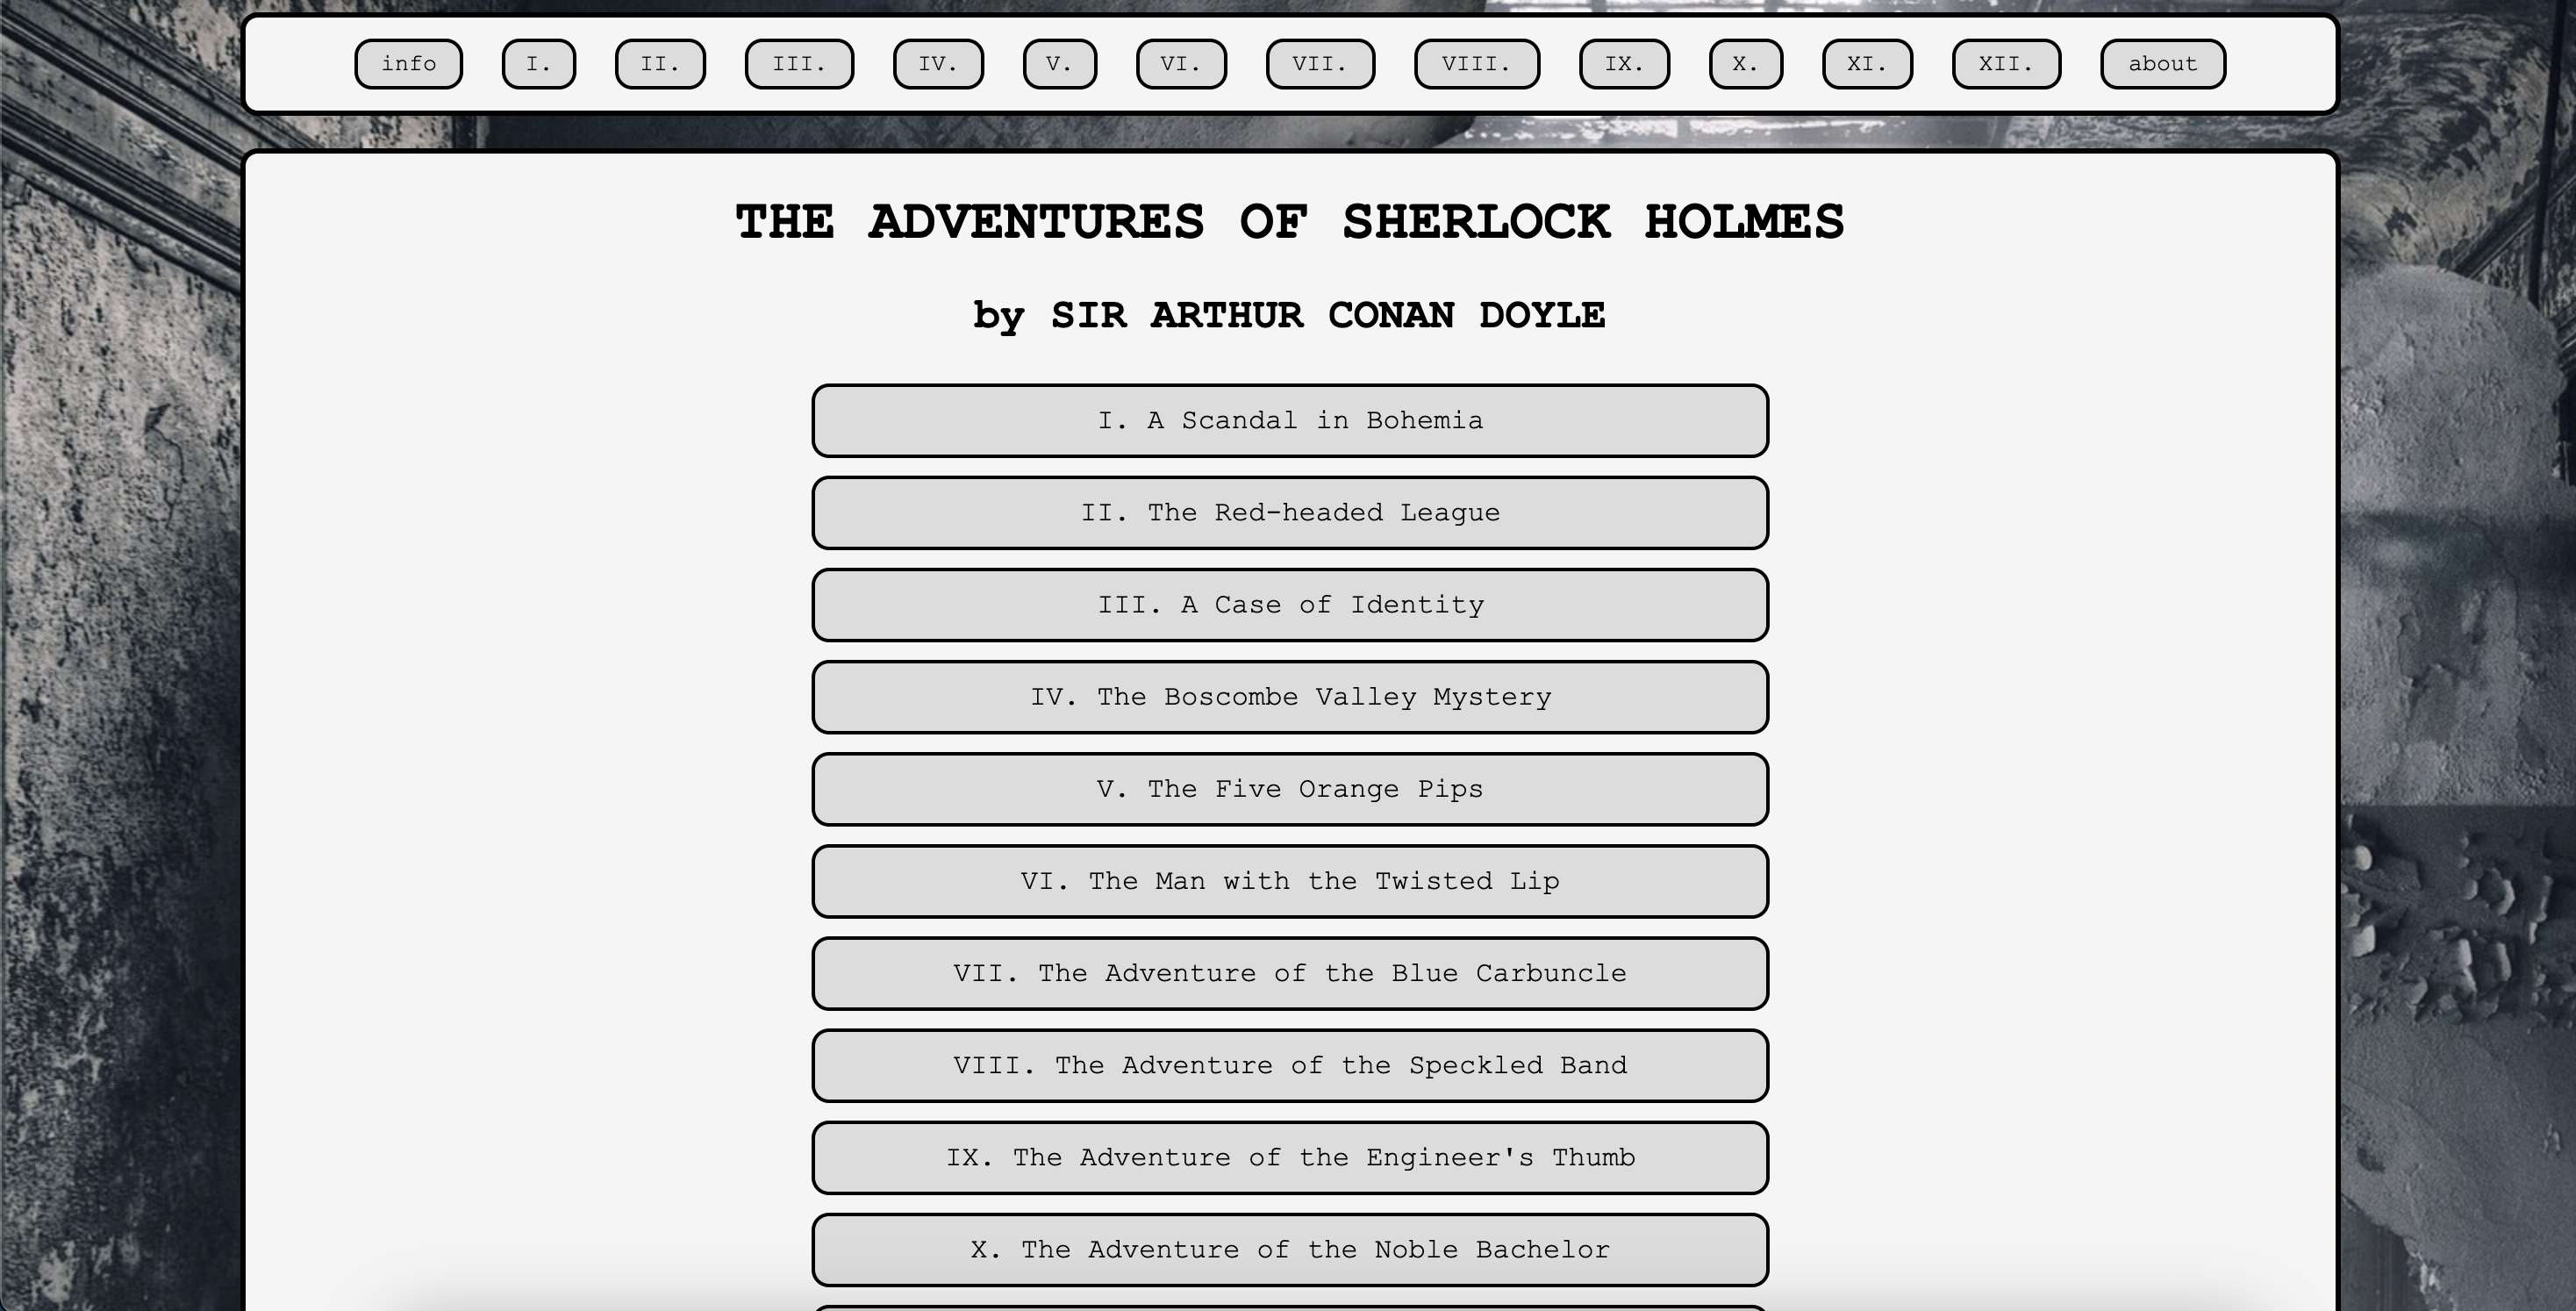 info I. II. III. IV. V. VI. VII. VIII. IX. X. XI. XII. about
THE ADVENTURES OF SHERLOCK HOLMES
by SIR ARTHUR CONAN DOYLE
I. A Scandal in Bohemia
II. The Red-headed League
III. A Case of Identity
IV. The Boscombe Valley Mystery
V. The Five Orange Pips
VI. The Man with the Twisted Lip
VII. The Adventure of the Blue Carbuncle
VIII. The Adventure of the Speckled Band
IX. The Adventure of the Engineer's Thumb
X. The Adventure of the Noble Bachelor